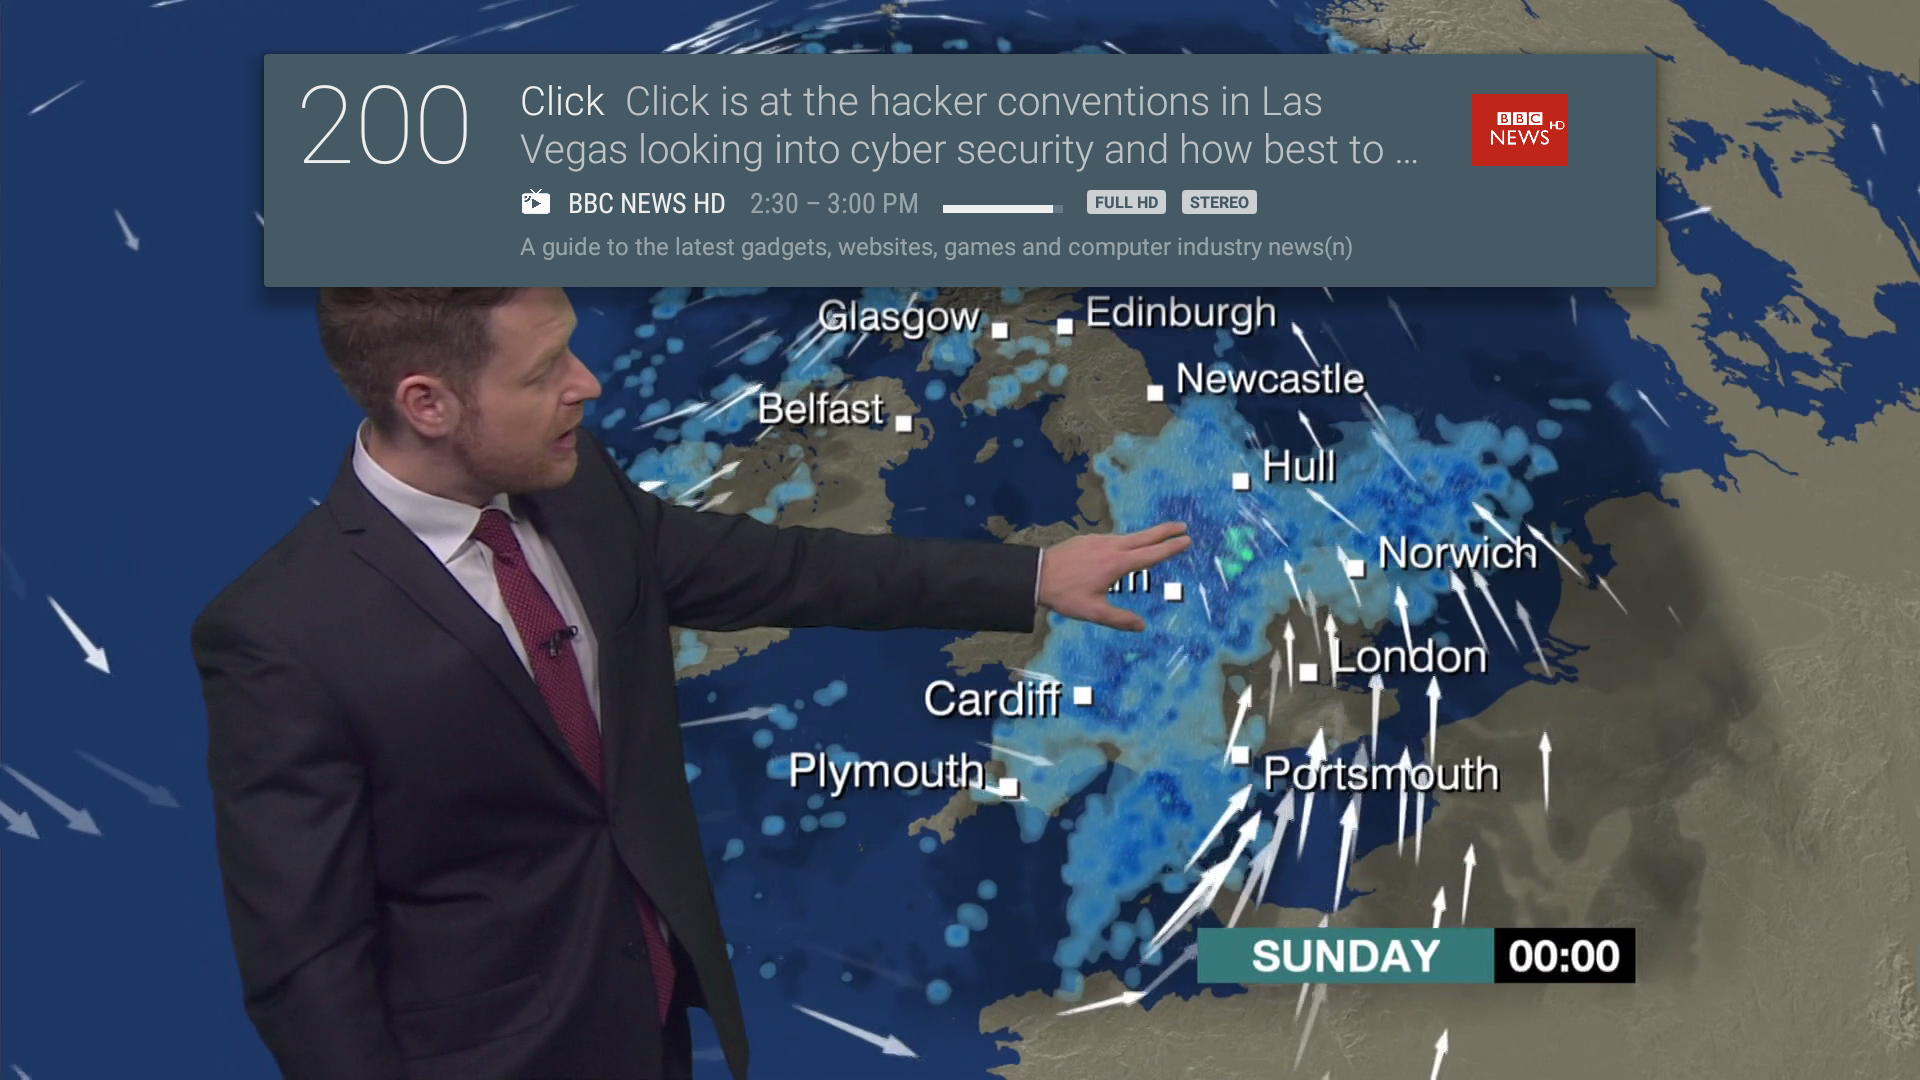 200
Click Click is at the hacker conventions in Las
Vegas looking into cyber security and how best to ...
BBC
NEWS HD
BBC NEWS HD 2:30 – 3:00 PM FULL HD STEREO
A guide to the latest gadgets, websites, games and computer industry news(n)
Glasgow
Edinburgh
Newcastle
Belfast
Hull
Norwich
London
Cardiff
Plymouth
Portsmouth
SUNDAY 00:00